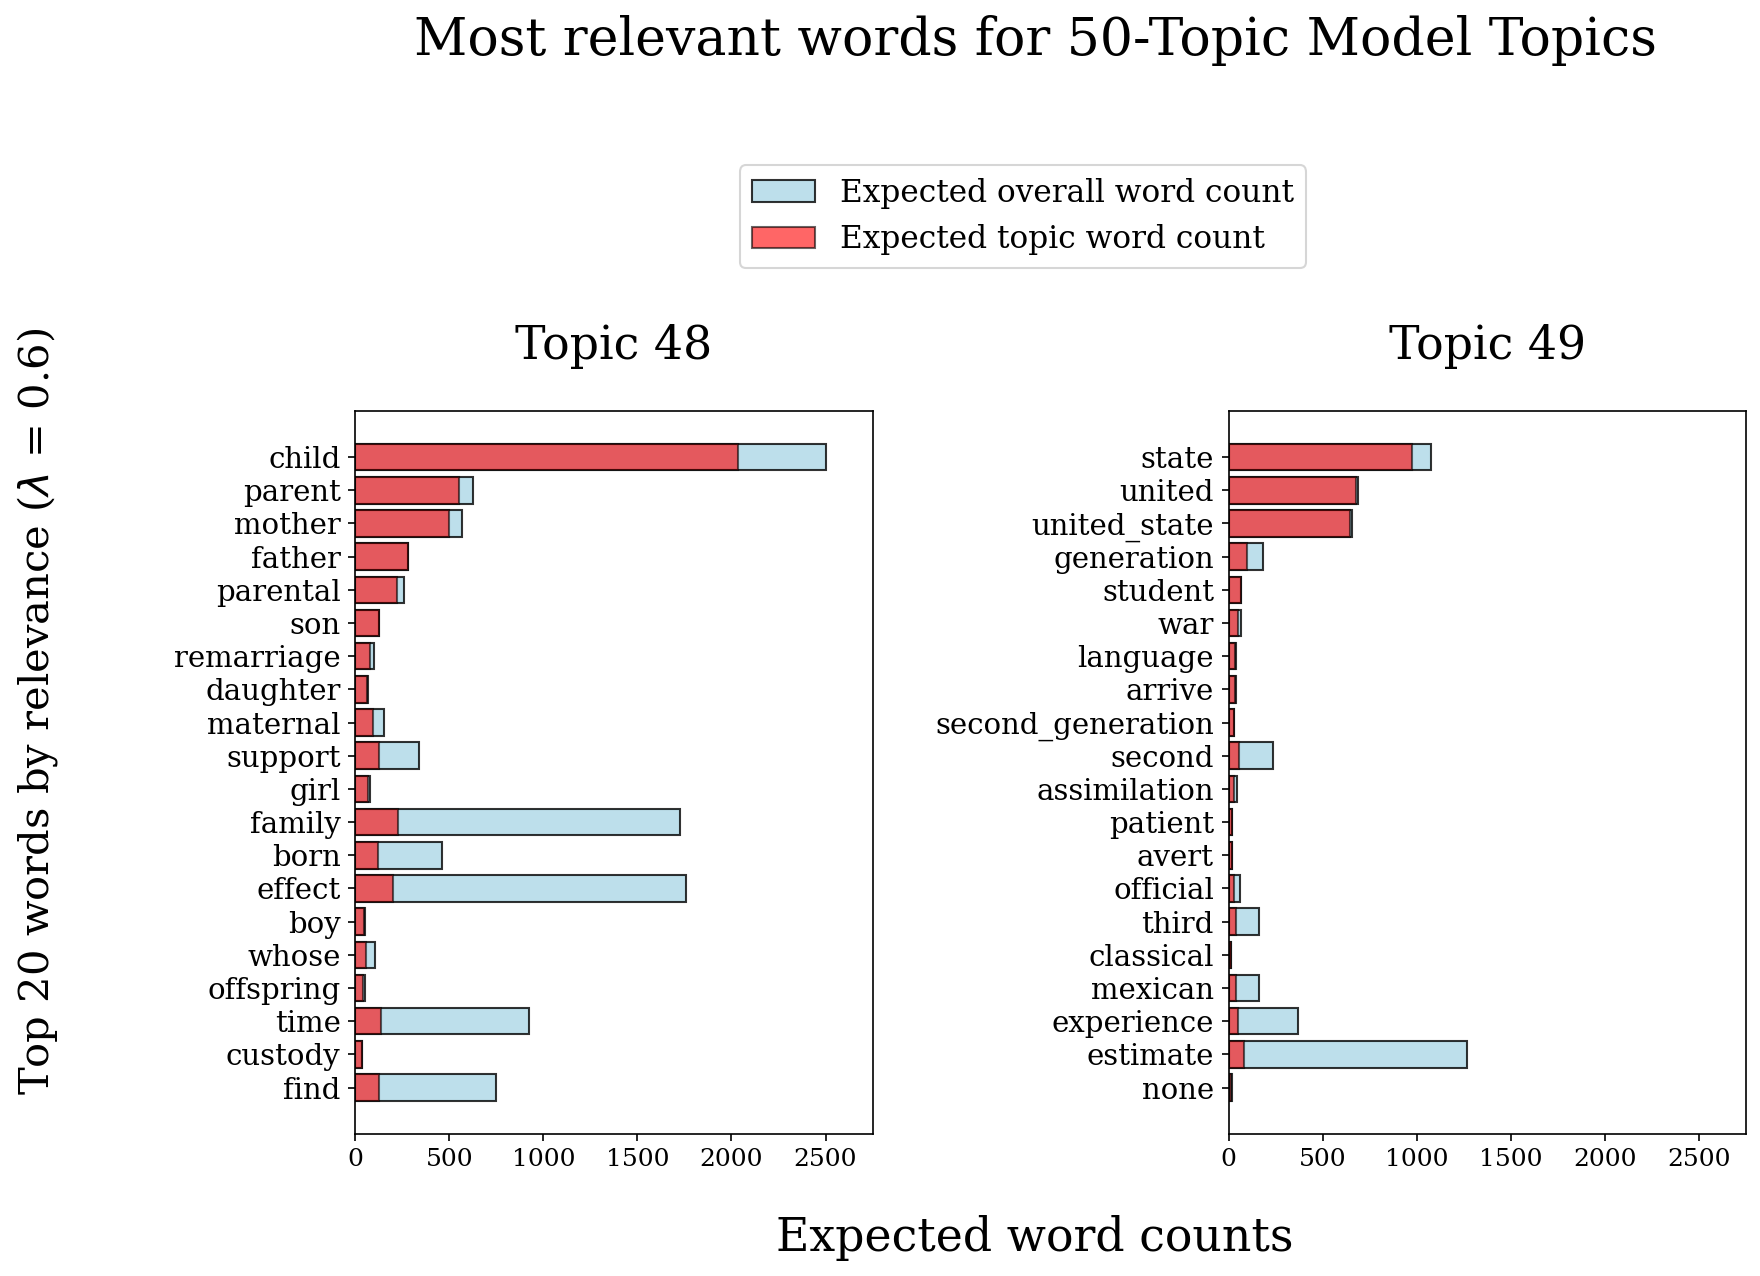 Most relevant words for 50-Topic Model Topics
Expected overall word count
Expected topic word count
Top 20 words by relevance (λ = 0.6)
Topic 48
child
parent
mother
father
parental
son
remarriage
daughter
maternal
support
girl
family
born
effect
boy
whose
offspring
time
custody
find
0 500 1000 1500 2000 2500
Topic 49
state
united
united_state
generation
student
war
language
arrive
second_generation
second
assimilation
patient
avert
official
third
classical
mexican
experience
estimate
none
0 500 1000 1500 2000 2500
Expected word counts